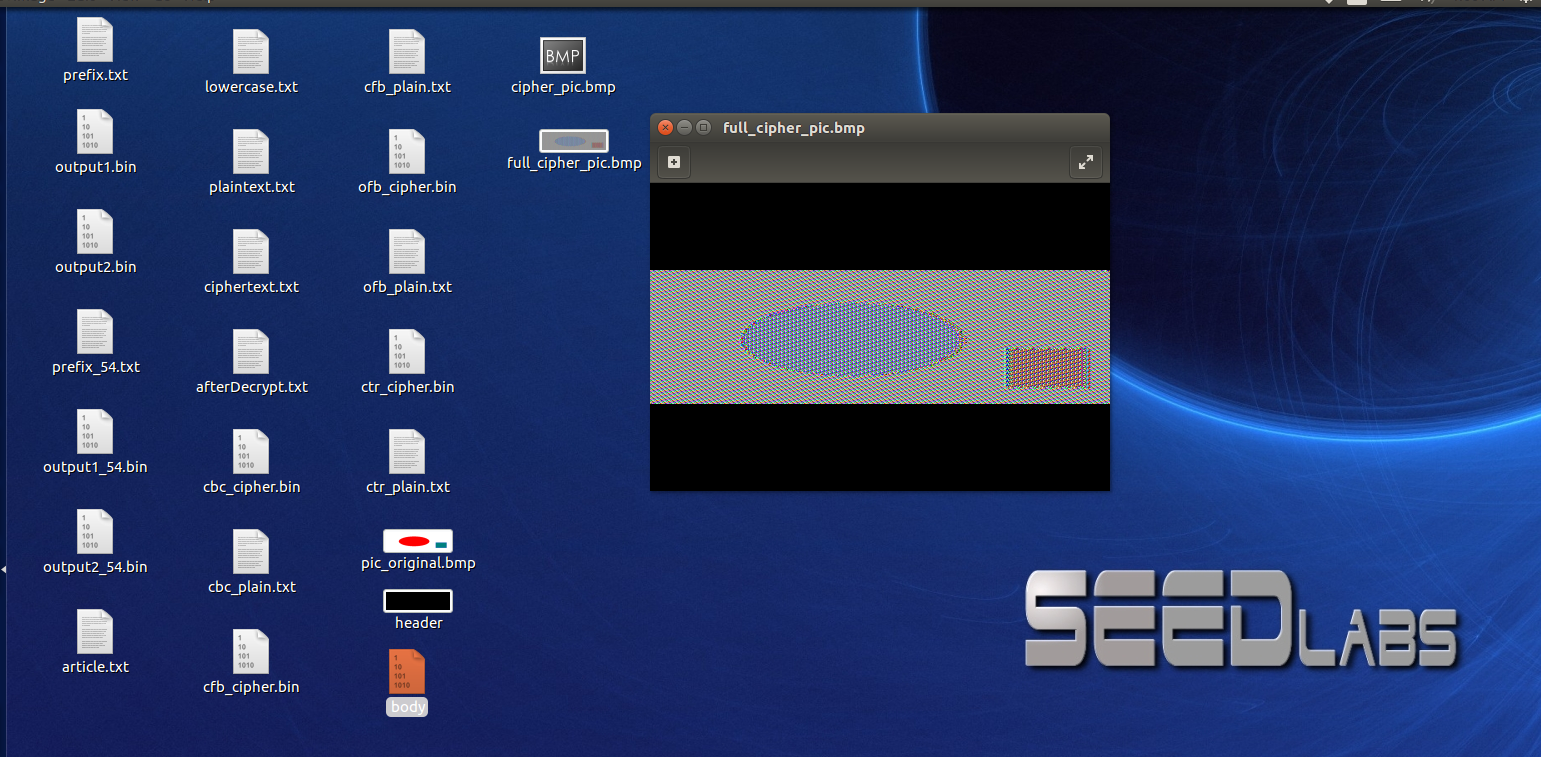 prefix.txt
output1.bin
output2.bin
prefix_54.txt
output1_54.bin
output2_54.bin
article.txt
lowercase.txt
plaintext.txt
ciphertext.txt
afterDecrypt.txt
cbc_cipher.bin
cbc_plain.txt
cfb_cipher.bin
cfb_plain.txt
ofb_cipher.bin
ofb_plain.txt
ctr_cipher.bin
ctr_plain.txt
pic_original.bmp
header
body
BMP
cipher_pic.bmp
full_cipher_pic.bmp
full_cipher_pic.bmp
SEEDLABS